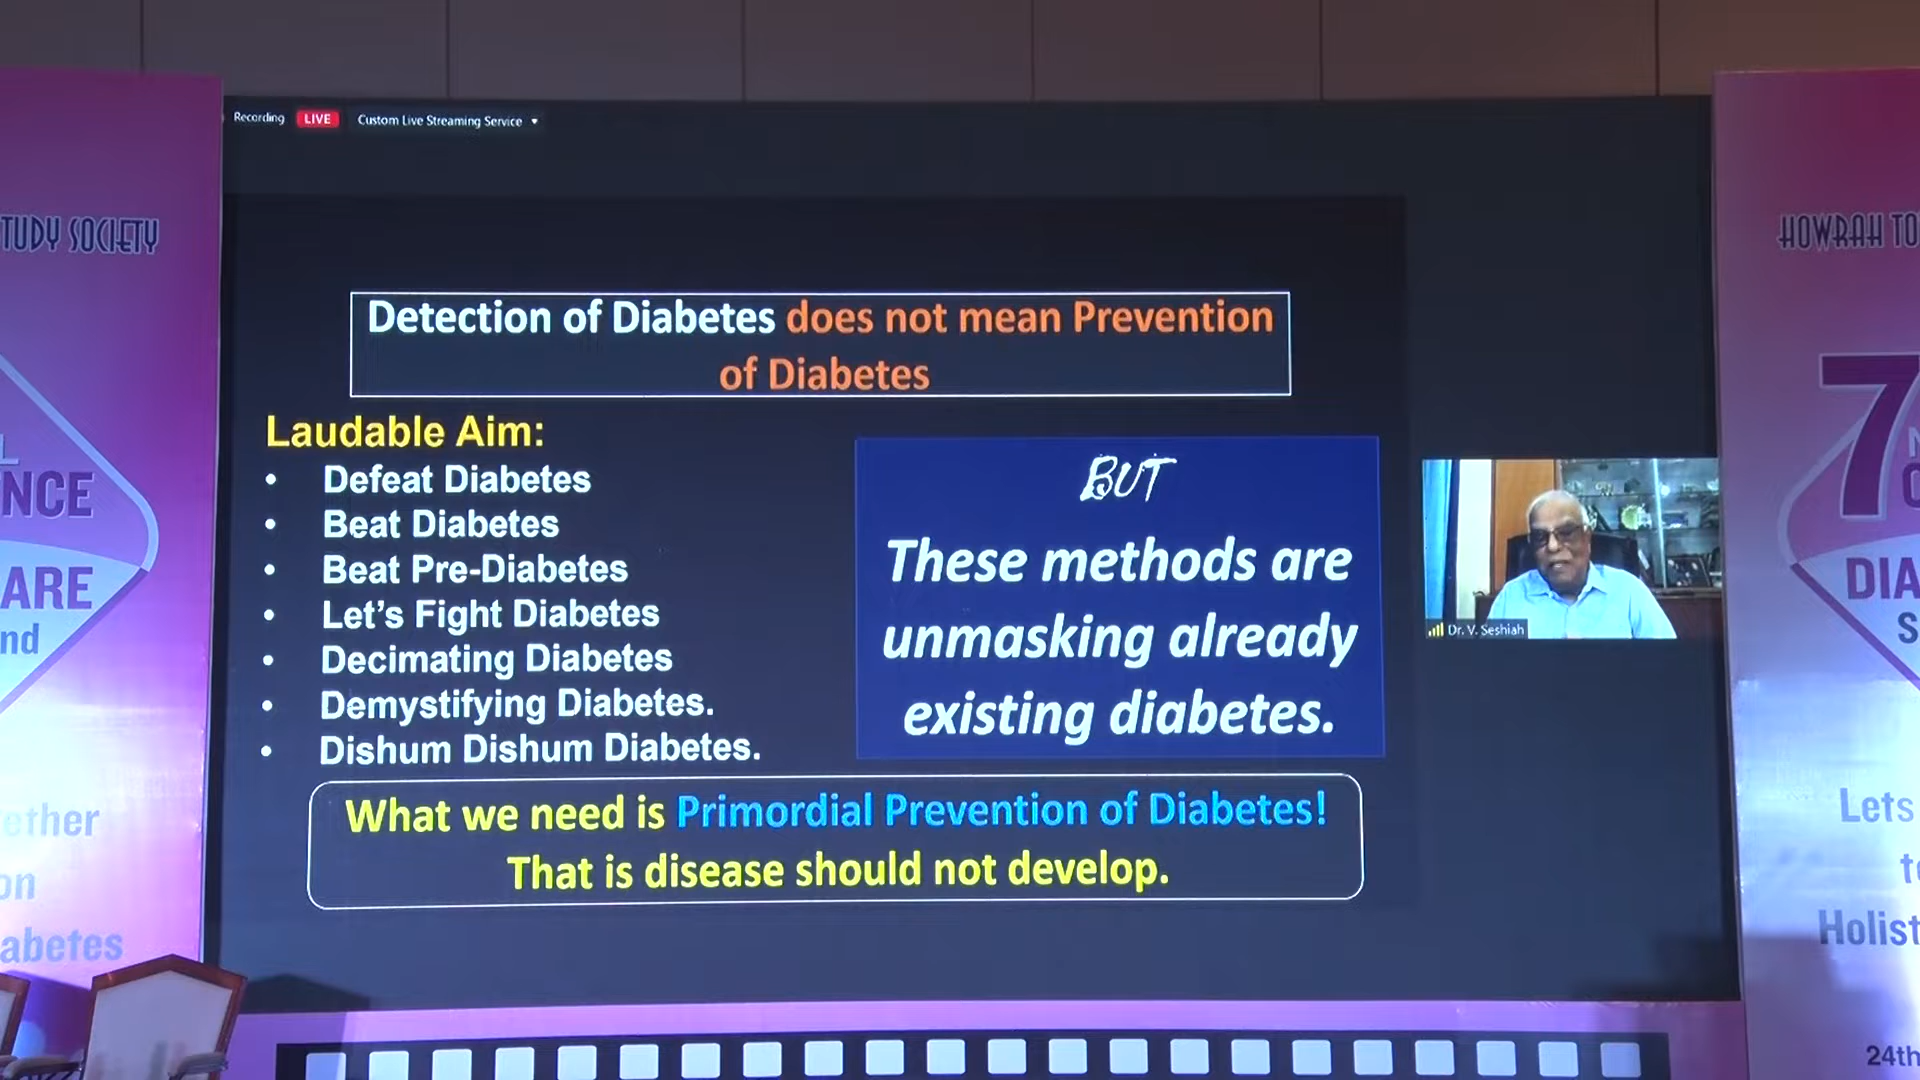 Recording LIVE Custom Live Streaming Service
TUDY SOCIETY
HOWRAH TO
Detection of Diabetes does not mean Prevention
of Diabetes
Laudable Aim:
• Defeat Diabetes
• Beat Diabetes
• Beat Pre-Diabetes
• Let's Fight Diabetes
• Decimating Diabetes
• Demystifying Diabetes.
• Dishum Dishum Diabetes.
BUT
These methods are
unmasking already
existing diabetes.
What we need is Primordial Prevention of Diabetes!
That is disease should not develop.
Dr. V. Seshiah
L
NCE
ARE
nd
ether
on
abetes
7
DIA
S
Lets
t
Holist
24th